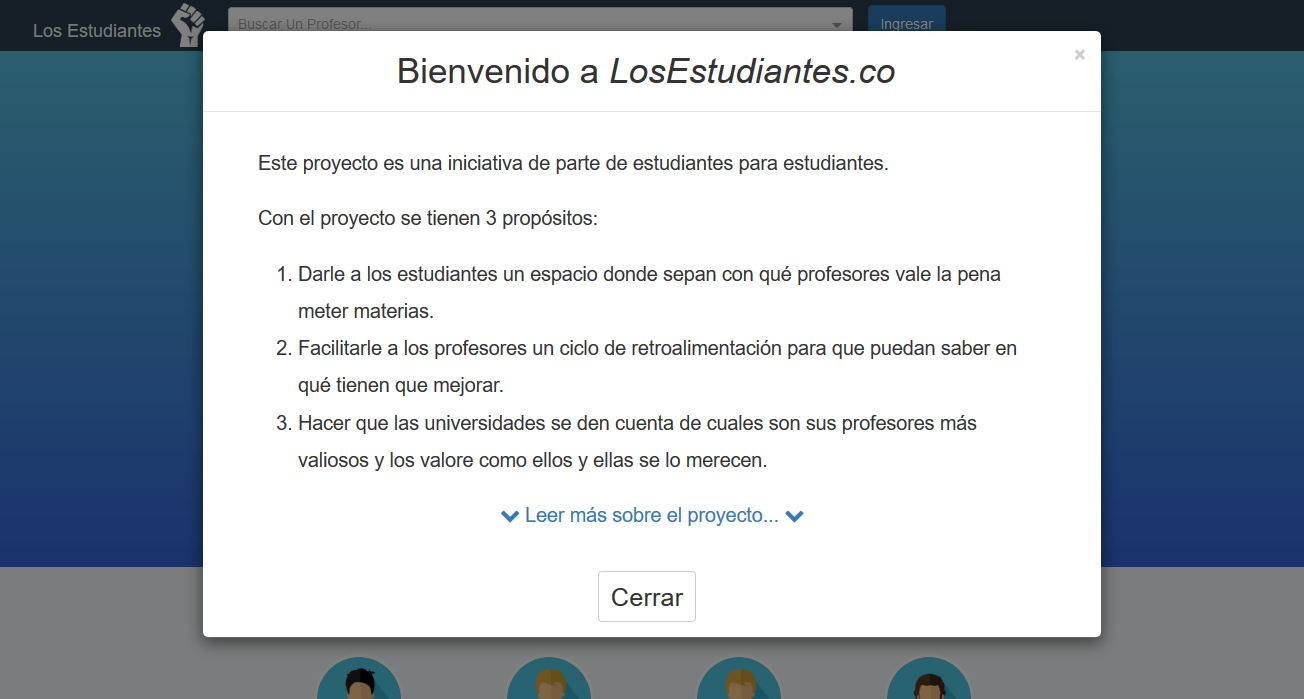 Los Estudiantes
Buscar Un Profesor...
Ingresar
×
Bienvenido a LosEstudiantes.co
Este proyecto es una iniciativa de parte de estudiantes para estudiantes.
Con el proyecto se tienen 3 propósitos:
1. Darle a los estudiantes un espacio donde sepan con qué profesores vale la pena
meter materias.
2. Facilitarle a los profesores un ciclo de retroalimentación para que puedan saber en
qué tienen que mejorar.
3. Hacer que las universidades se den cuenta de cuales son sus profesores más
valiosos y los valore como ellos y ellas se lo merecen.
Leer más sobre el proyecto...
Cerrar